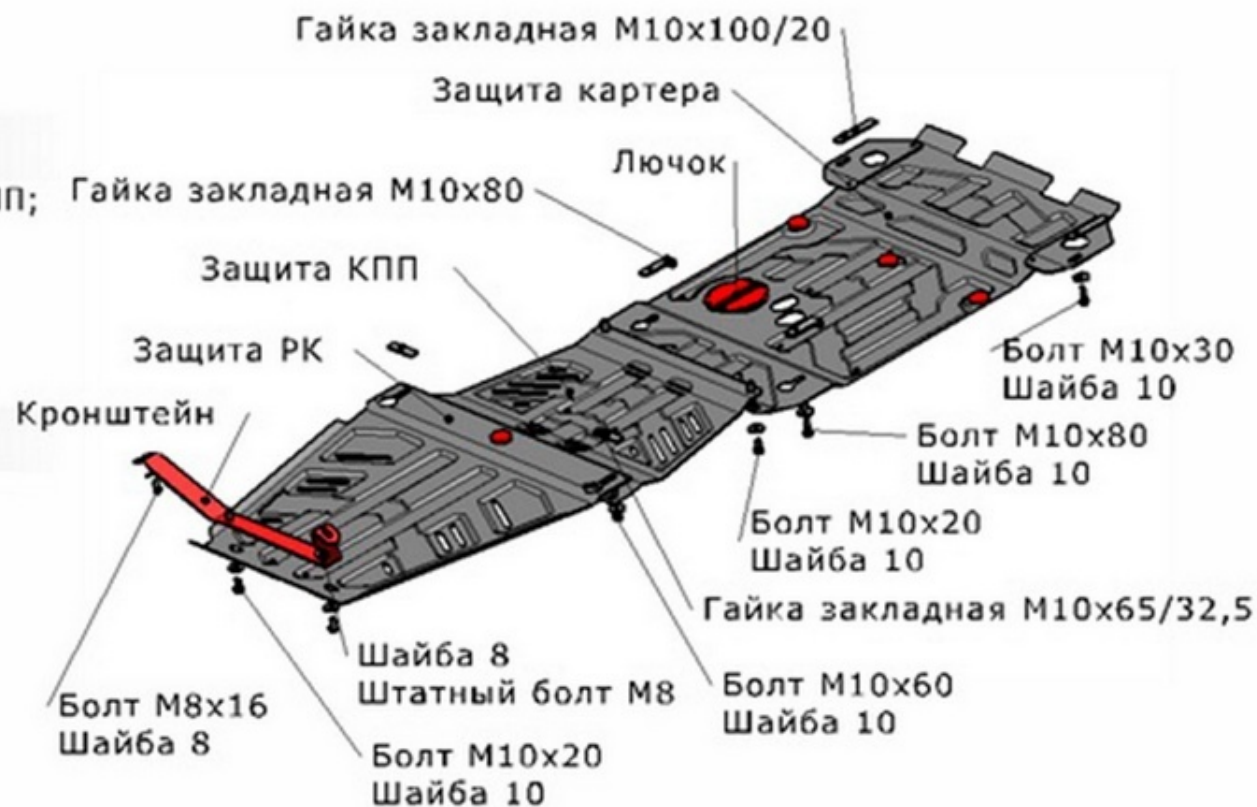 Гайка закладная М10х100/20
Защита картера
Лючок
ПП;
Гайка закладная М10х80
Защита КПП
Защита РК
Кронштейн
Болт М10х30
Шайба 10
Болт М10х80
Шайба 10
Болт М10х20
Шайба 10
Гайка закладная М10х65/32,5
Шайба 8
Штатный болт М8
Болт М10х60
Шайба 10
Болт М8х16
Шайба 8
Болт М10х20
Шайба 10